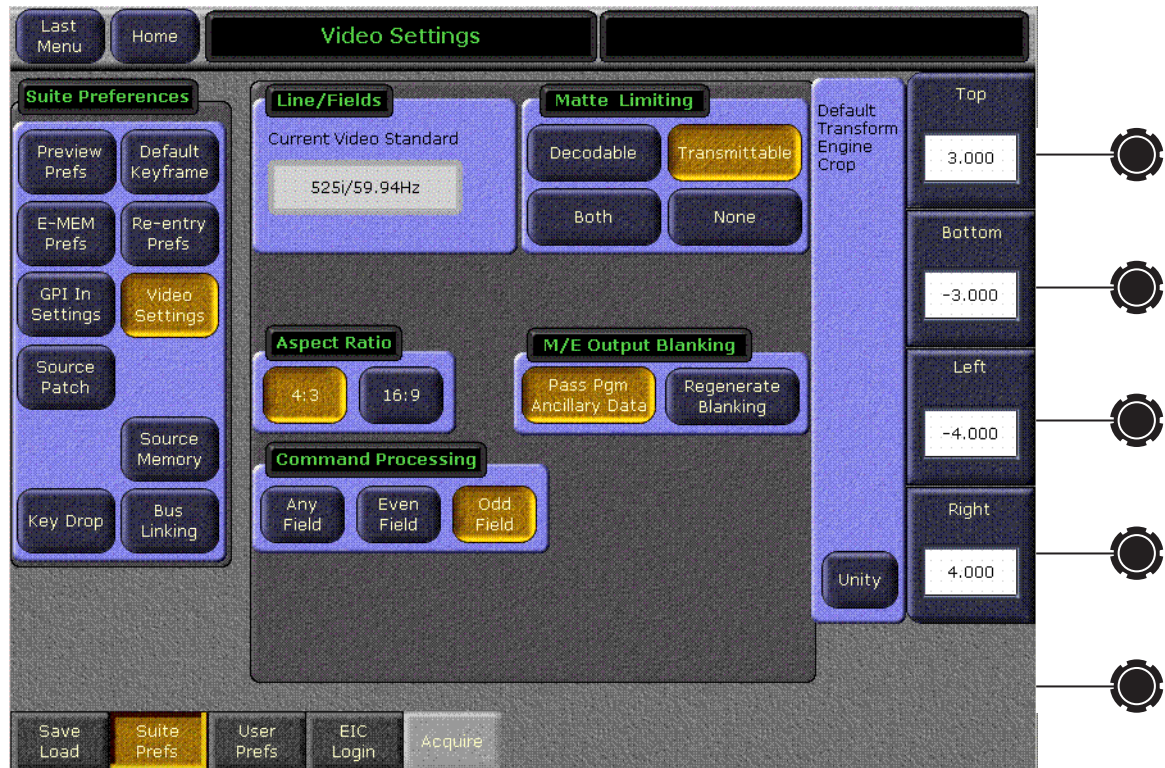 Last
Menu
Home
Video Settings
Suite Preferences
Preview
Prefs
Default
Keyframe
E-MEM
Prefs
Re-entry
Prefs
GPI In
Settings
Video
Settings
Source
Patch
Source
Memory
Key Drop
Bus
Linking
Line/Fields
Current Video Standard
525i/59.94Hz
Matte Limiting
Decodable
Transmittable
Both
None
Aspect Ratio
4:3
16:9
M/E Output Blanking
Pass Pgm
Ancillary Data
Regenerate
Blanking
Command Processing
Any
Field
Even
Field
Odd
Field
Default
Transform
Engine
Crop
Unity
Top
3.000
Bottom
-3.000
Left
-4.000
Right
4.000
Save
Load
Suite
Prefs
User
Prefs
EIC
Login
Acquire